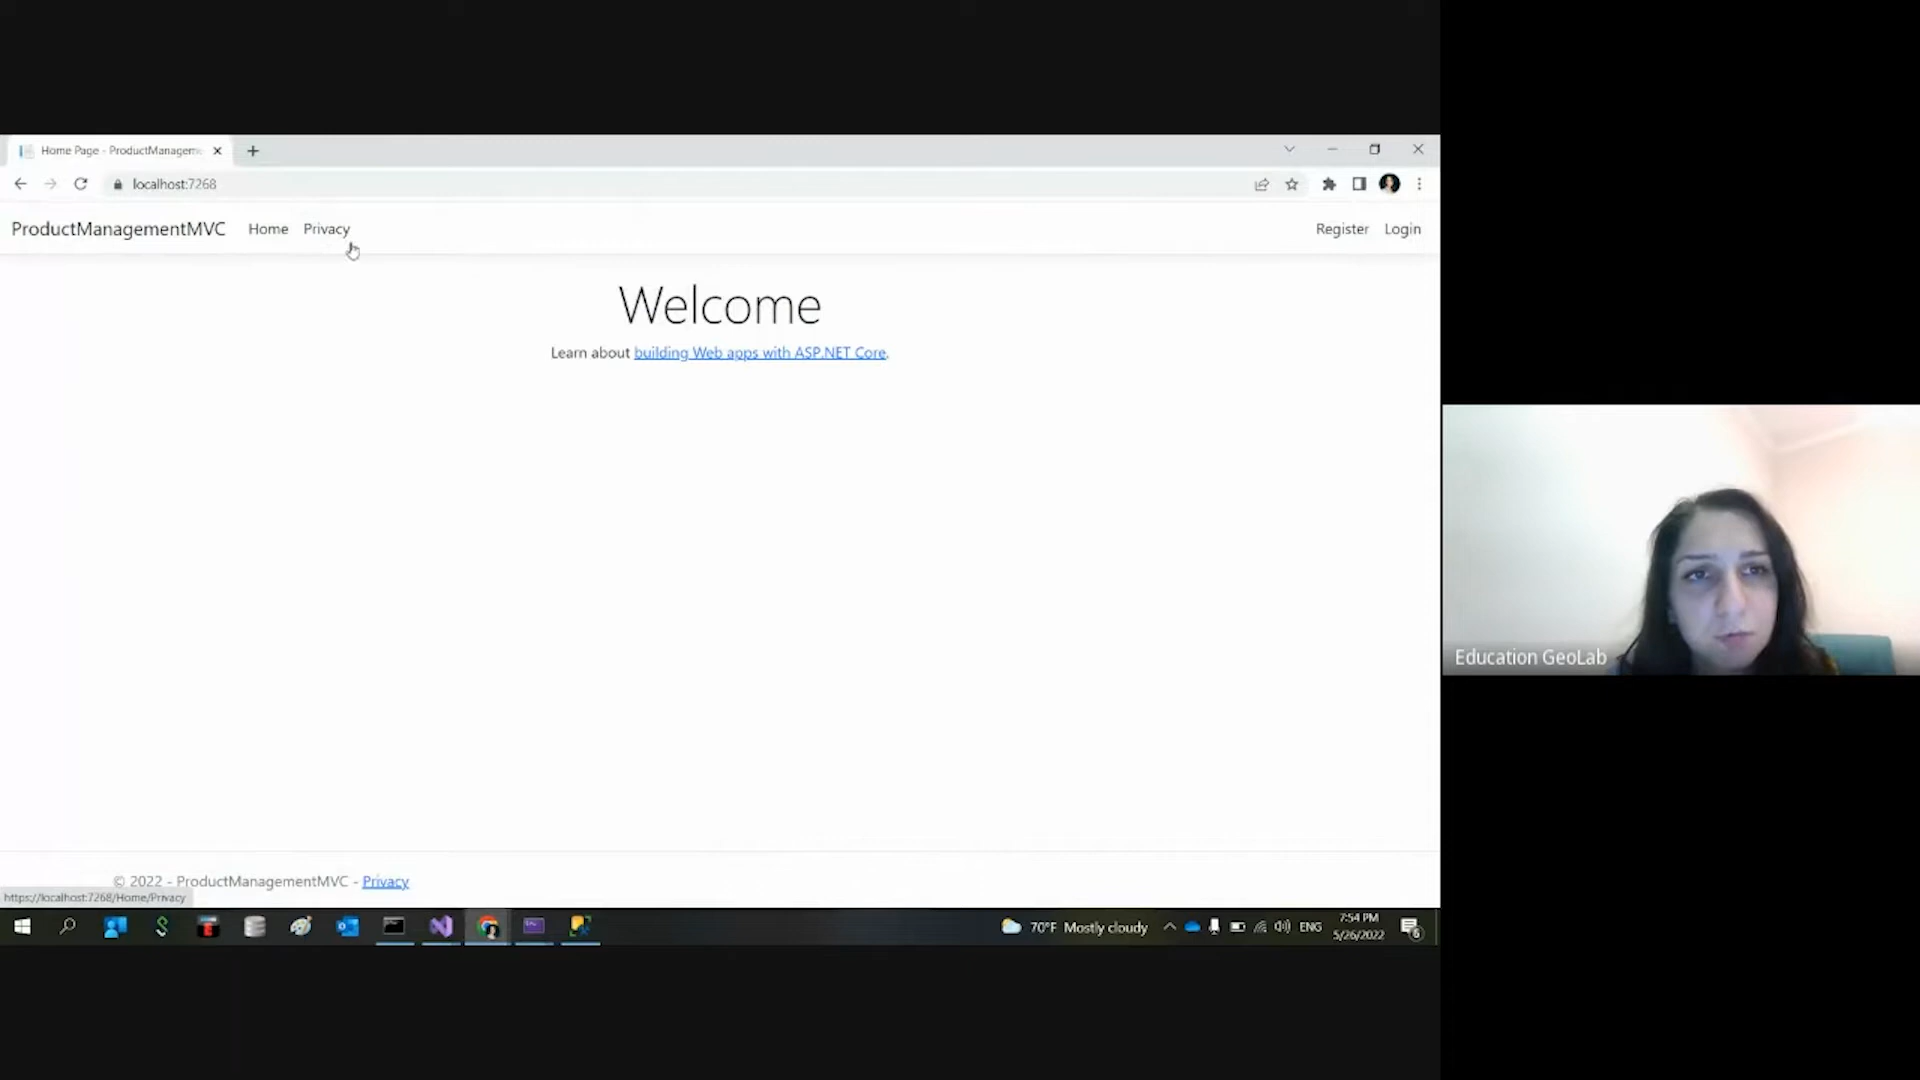 Home Page - ProductManagem
localhost:7268
ProductManagementMVC Home Privacy Register Login
Welcome
Learn about building Web apps with ASP.NET Core.
Education GeoLab
© 2022 - ProductManagementMVC - Privacy
https://localhost:7268/Home/Privacy
70°F Mostly cloudy ENG 7:54 PM
5/26/2022
6